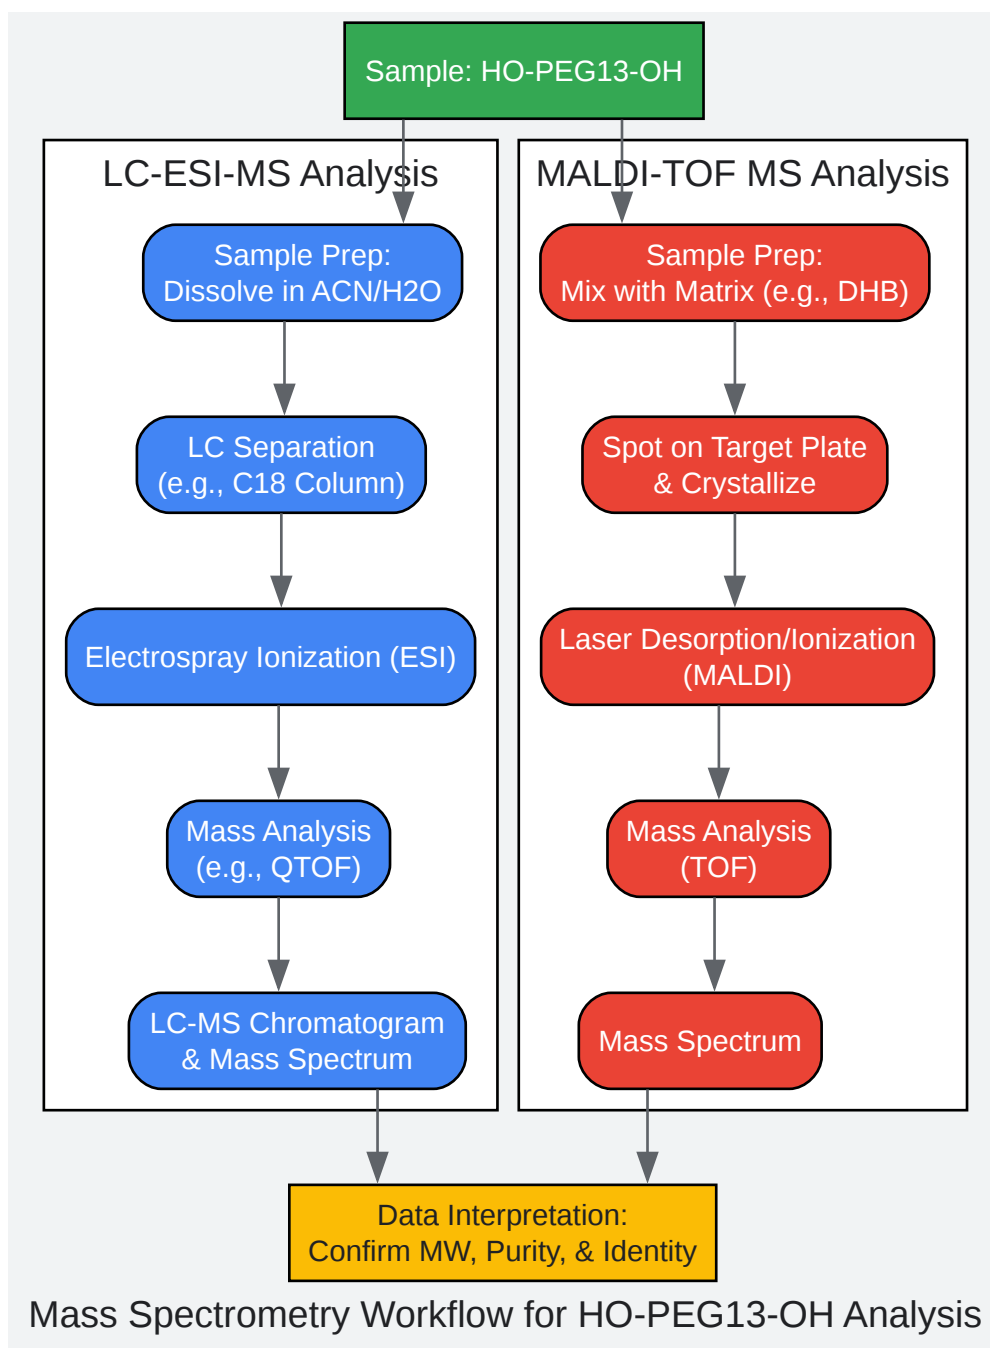 Sample: HO-PEG13-OH
LC-ESI-MS Analysis
Sample Prep:
Dissolve in ACN/H2O
LC Separation
(e.g., C18 Column)
Electrospray Ionization (ESI)
Mass Analysis
(e.g., QTOF)
LC-MS Chromatogram
& Mass Spectrum
MALDI-TOF MS Analysis
Sample Prep:
Mix with Matrix (e.g., DHB)
Spot on Target Plate
& Crystallize
Laser Desorption/Ionization
(MALDI)
Mass Analysis
(TOF)
Mass Spectrum
Data Interpretation:
Confirm MW, Purity, & Identity
Mass Spectrometry Workflow for HO-PEG13-OH Analysis